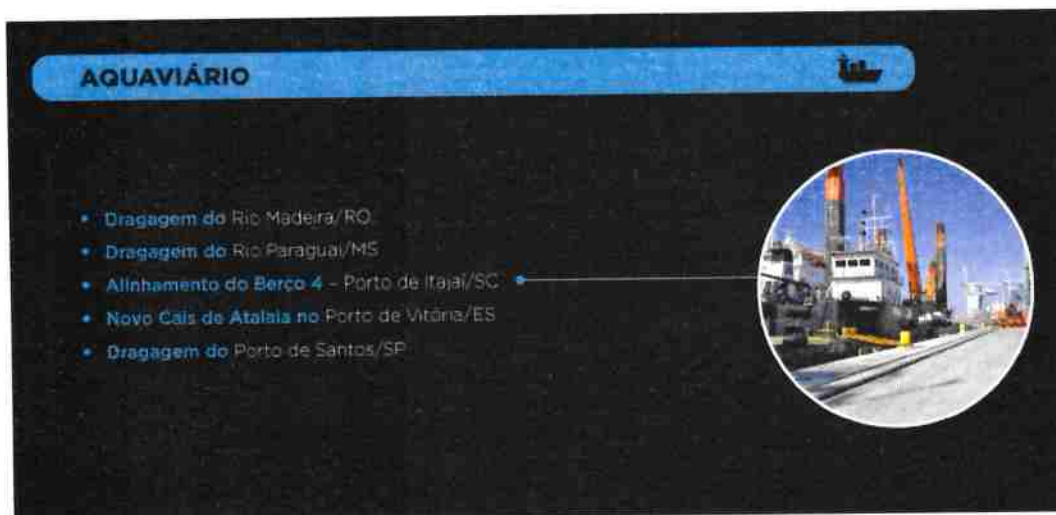 AQUAVIÁRIO
• Dragagem do Rio Madeira/RO
• Dragagem do Rio Paraguai/MS
• Alinhamento do Berço 4 – Porto de Itajaí/SC
• Novo Cais de Atalaia no Porto de Vitória/ES
• Dragagem do Porto de Santos/SP